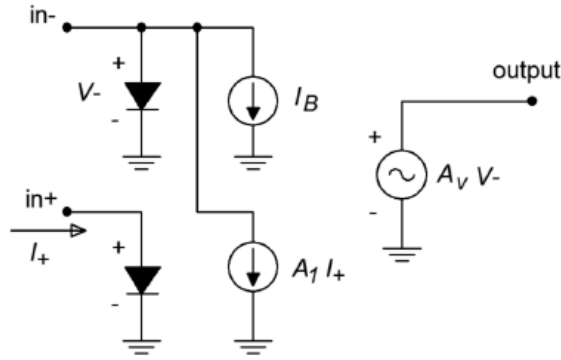 in-
+
V-
-
I_B
output
+
A_v V-
-
in+
I_+
+
-
A_1 I_+